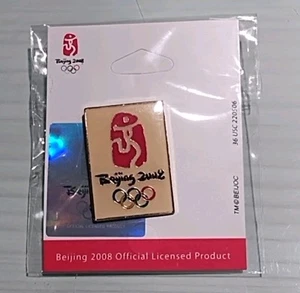 Beijing 2008
Beijing 2008
Beijing 2008 Official Licensed Product
36 USC 220506
TM©BEIJOC